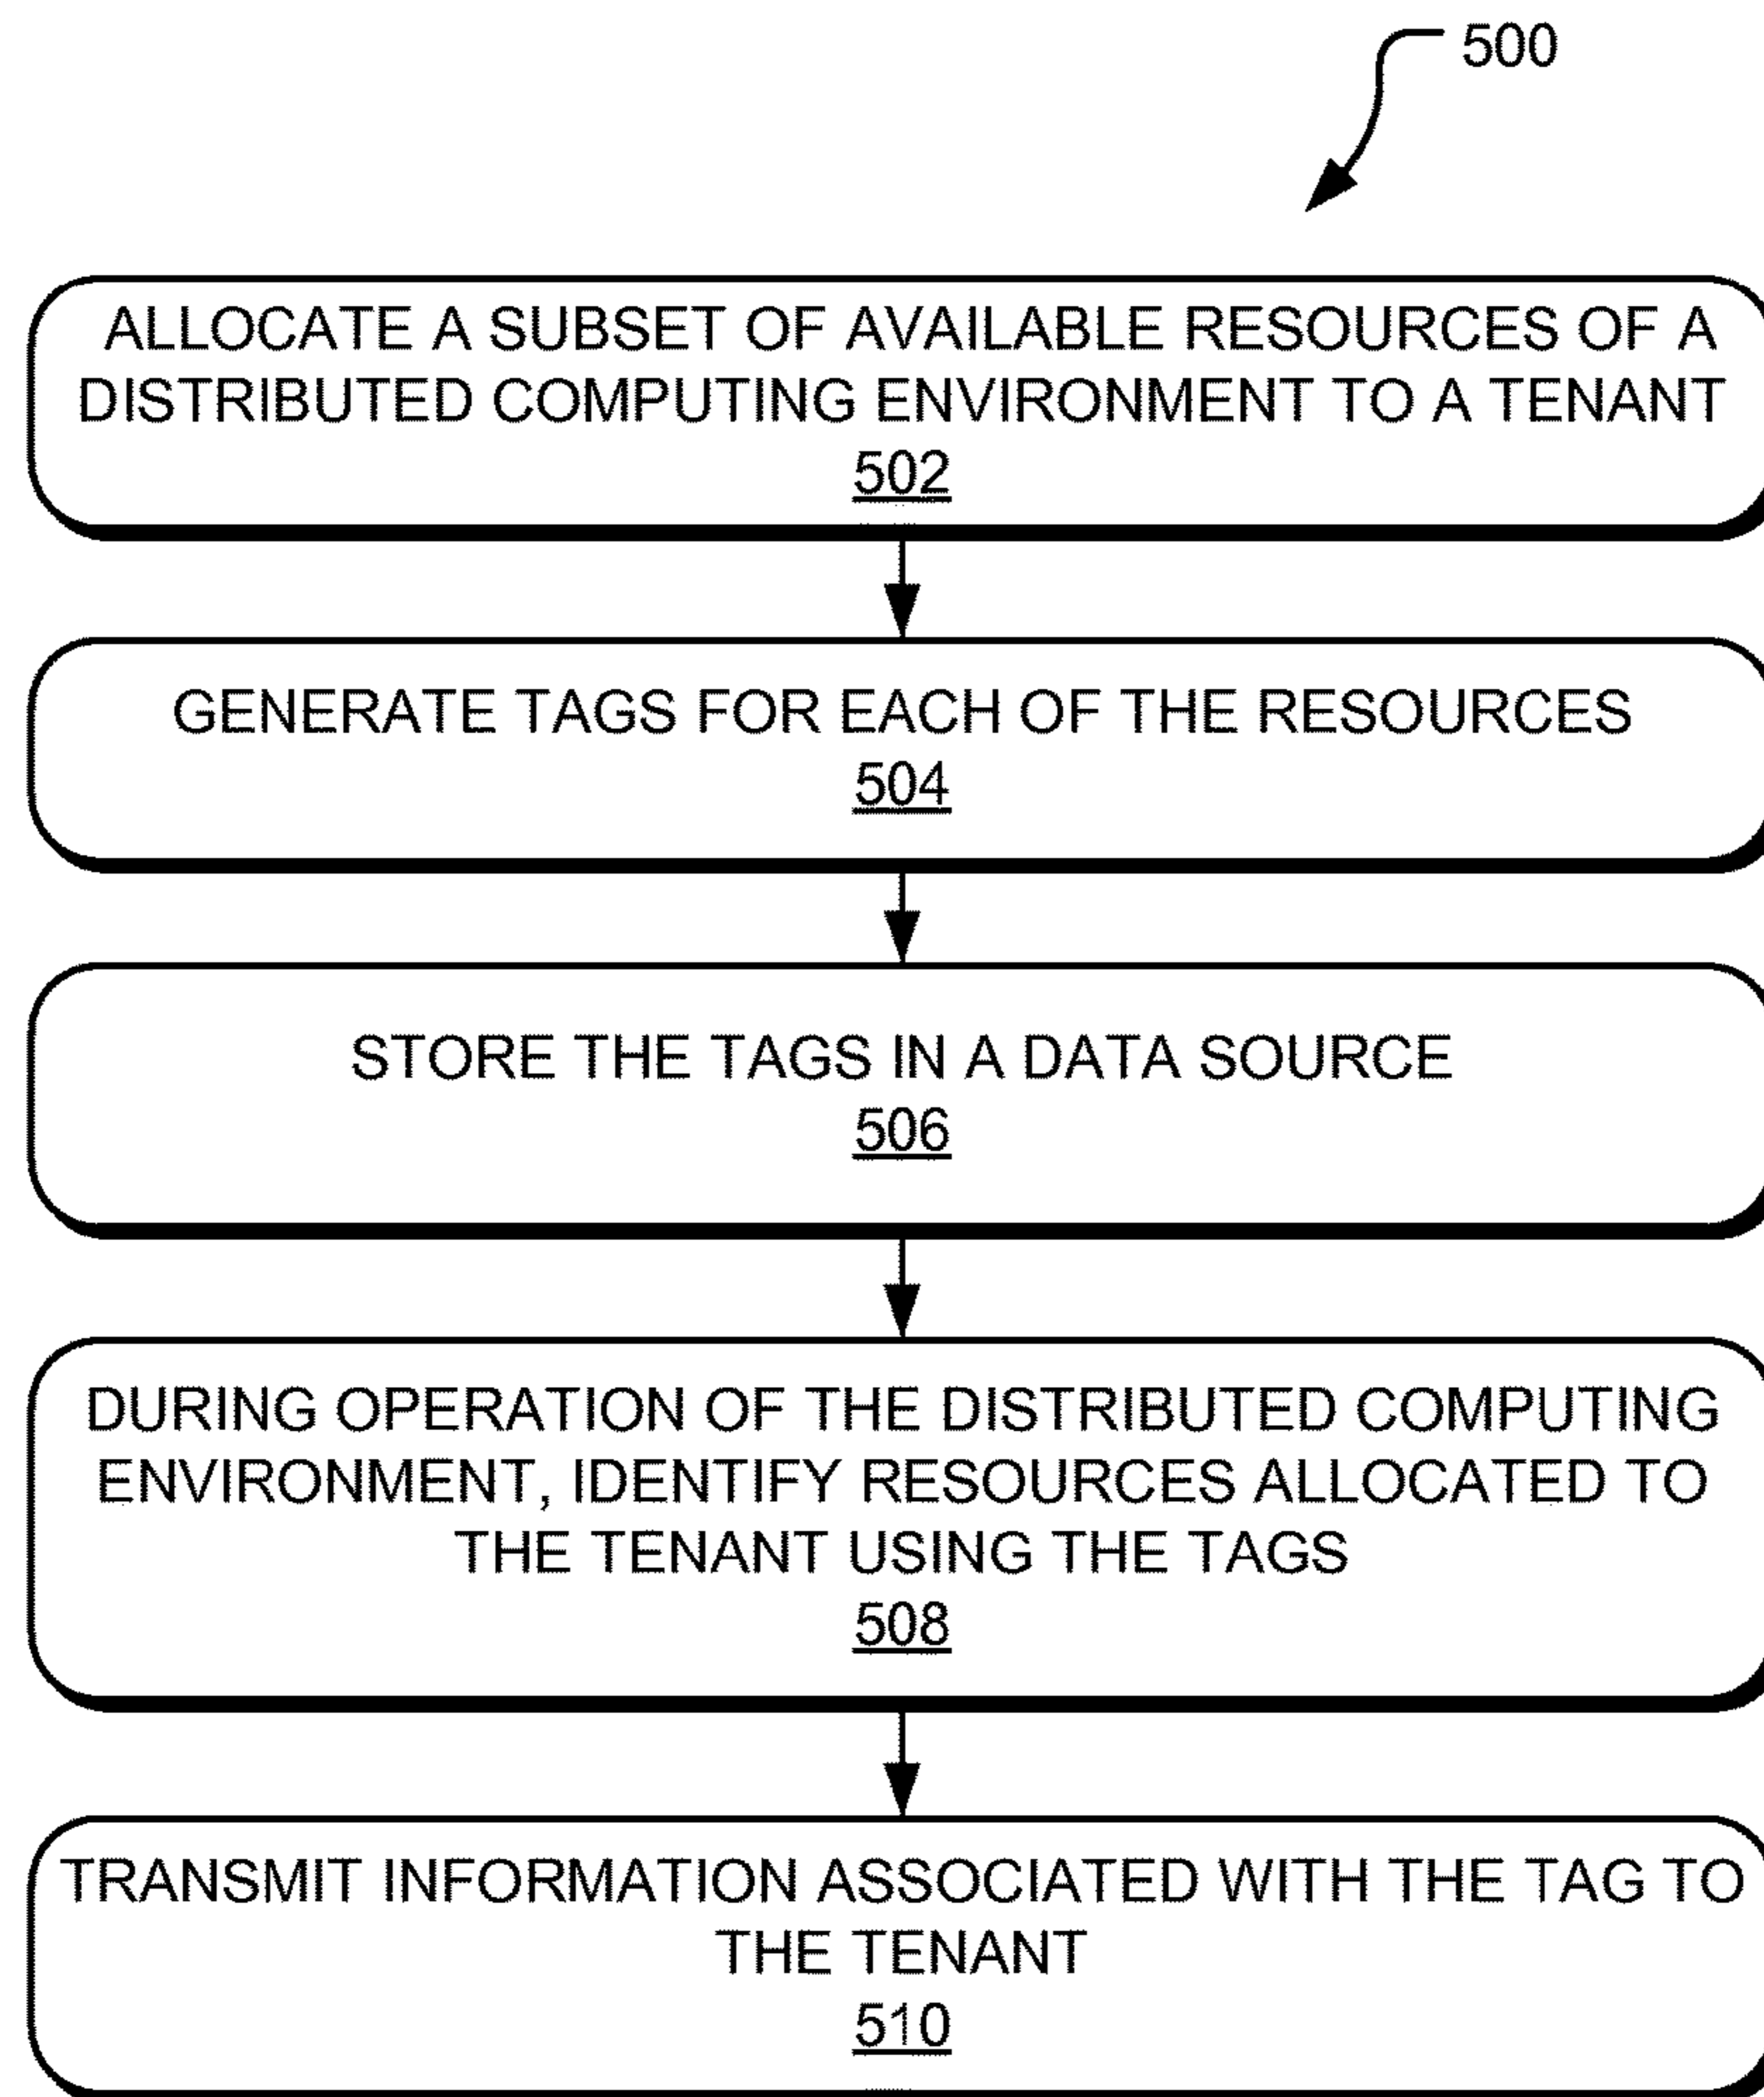 500
ALLOCATE A SUBSET OF AVAILABLE RESOURCES OF A
DISTRIBUTED COMPUTING ENVIRONMENT TO A TENANT
502
GENERATE TAGS FOR EACH OF THE RESOURCES
504
STORE THE TAGS IN A DATA SOURCE
506
DURING OPERATION OF THE DISTRIBUTED COMPUTING
ENVIRONMENT, IDENTIFY RESOURCES ALLOCATED TO
THE TENANT USING THE TAGS
508
TRANSMIT INFORMATION ASSOCIATED WITH THE TAG TO
THE TENANT
510